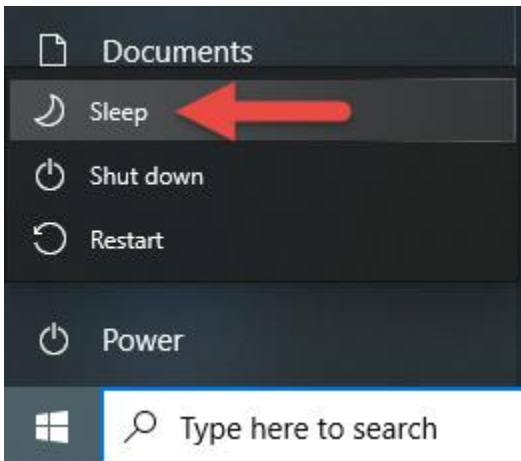 Documents
Sleep
Shut down
Restart
Power
Type here to search